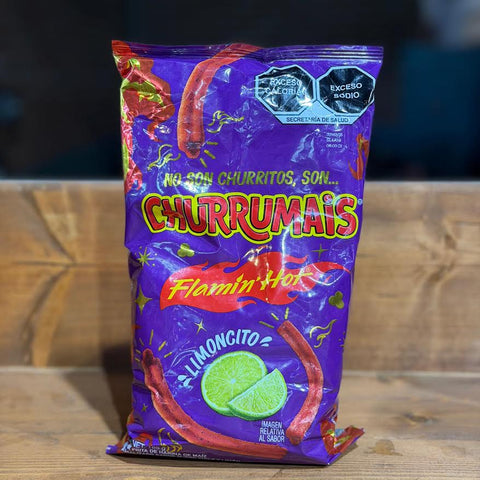 EXCESO
CALORÍAS
EXCESO
SODIO
SECRETARÍA DE SALUD
NO SON CHURRITOS, SON...
CHURRUMAiS
Flamin' Hot
LIMONCITO
IMAGEN
RELATIVA
AL SABOR